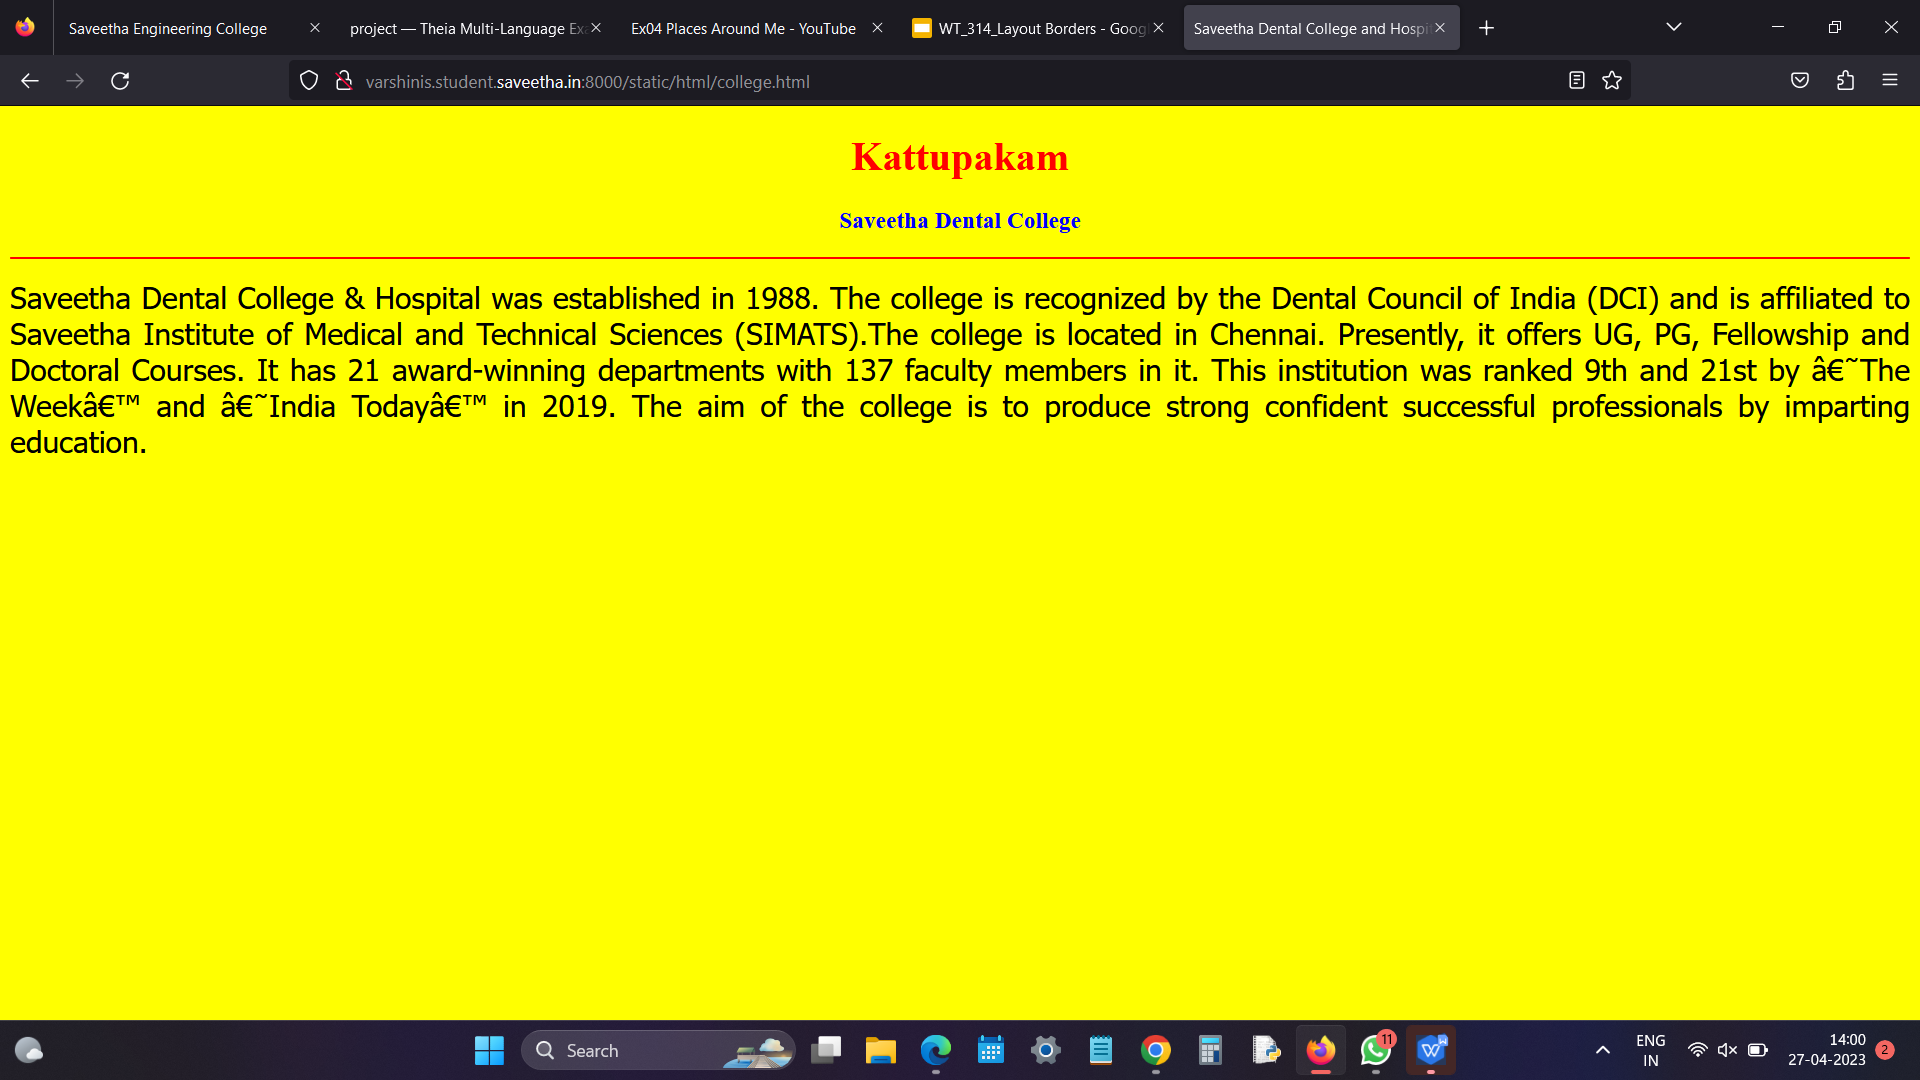 Saveetha Engineering College
project — Theia Multi-Language Ex
Ex04 Places Around Me - YouTube
WT_314_Layout Borders - Goog
Saveetha Dental College and Hospi
varshinis.student.saveetha.in:8000/static/html/college.html
Kattupakam
Saveetha Dental College
Saveetha Dental College & Hospital was established in 1988. The college is recognized by the Dental Council of India (DCI) and is affiliated to
Saveetha Institute of Medical and Technical Sciences (SIMATS).The college is located in Chennai. Presently, it offers UG, PG, Fellowship and
Doctoral Courses. It has 21 award-winning departments with 137 faculty members in it. This institution was ranked 9th and 21st by â€˜The
Weekâ€™ and â€˜India Todayâ€™ in 2019. The aim of the college is to produce strong confident successful professionals by imparting
education.
Search
11
ENG
IN
14:00
27-04-2023
2